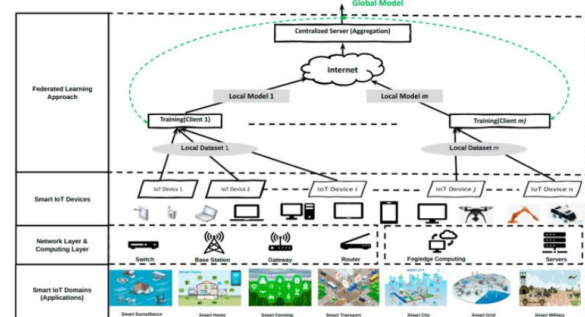 Global Model
Centralized Server (Aggregation)
Internet
Federated Learning
Approach
Local Model 1
Local Model m
Training(Client 1)
Training(Client m)
Local Dataset 1
Local Dataset m
Smart IoT Devices
IoT Device 1
IoT Device 2
IoT Device i
IoT Device j
IoT Device n
Network Layer &
Computing Layer
Switch
Base Station
Gateway
Router
Fog/edge Computing
Servers
Smart IoT Domains
(Applications)
Smart Surveillance
Smart Home
Smart Farming
Smart Transport
Smart City
Smart Grid
Smart Military